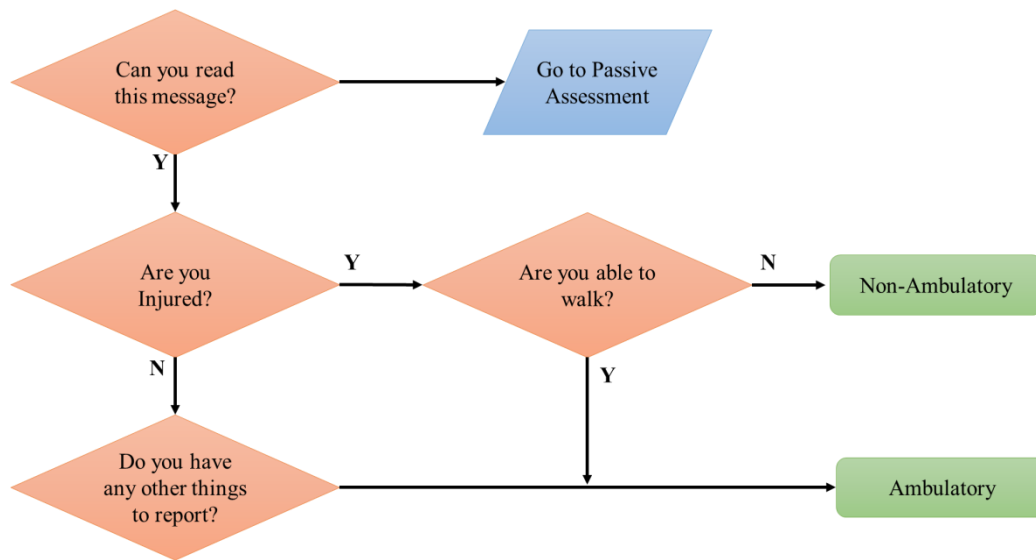 Can you read
this message?
Go to Passive
Assessment
Y
Are you
Injured?
Y
Are you able to
walk?
N
Non-Ambulatory
N
Y
Do you have
any other things
to report?
Ambulatory